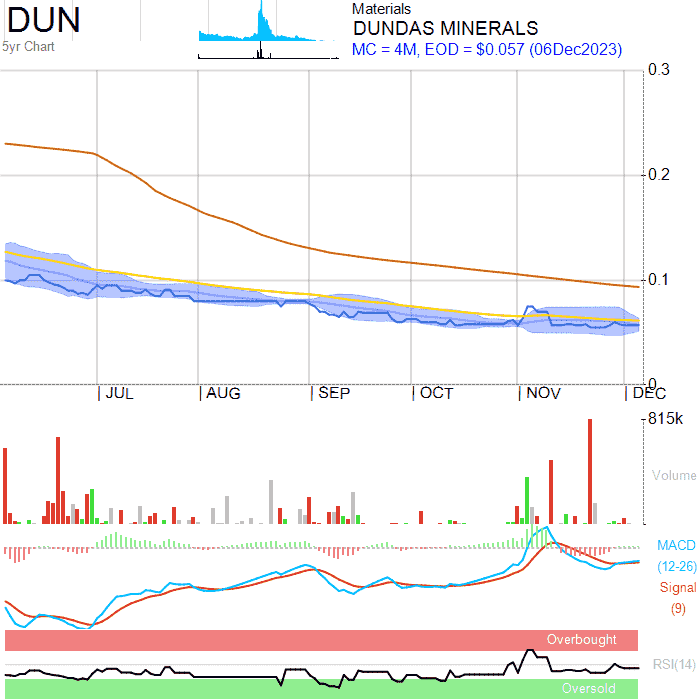 DUN
5yr Chart
Materials
DUNDAS MINERALS
MC = 4M, EOD = $0.057 (06Dec2023)
0.3
0.2
0.1
0
JUL
AUG
SEP
OCT
NOV
DEC
815k
Volume
MACD
(12-26)
Signal
(9)
Overbought
RSI(14)
Oversold